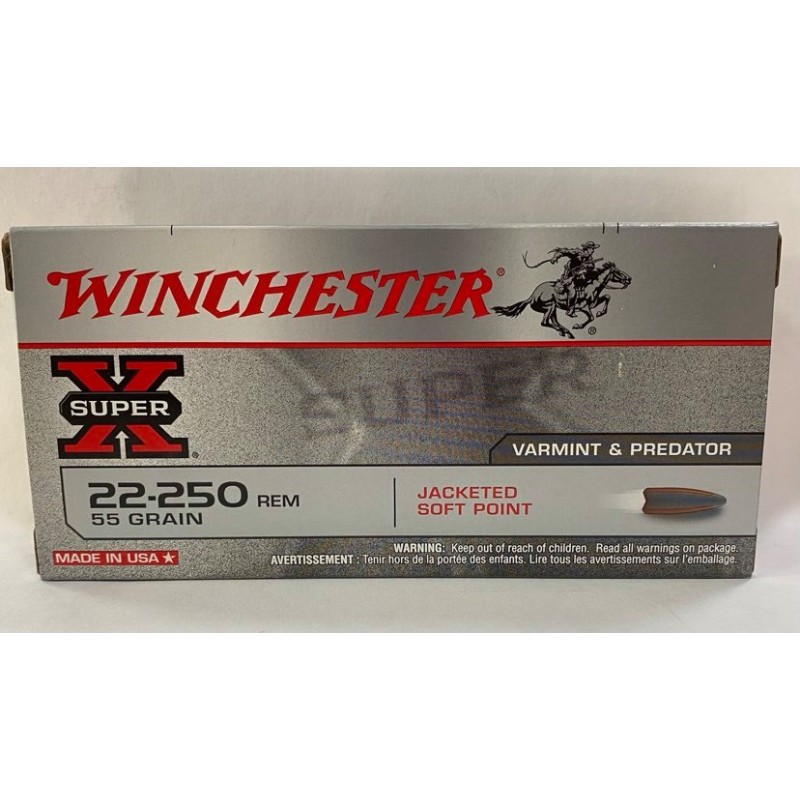 WINCHESTER®
®
X
SUPER
®
SUPER
VARMINT & PREDATOR
22-250 REM
55 GRAIN
JACKETED
SOFT POINT
MADE IN USA
WARNING: Keep out of reach of children. Read all warnings on package.
AVERTISSEMENT : Tenir hors de la portée des enfants. Lire tous les avertissements sur l'emballage.